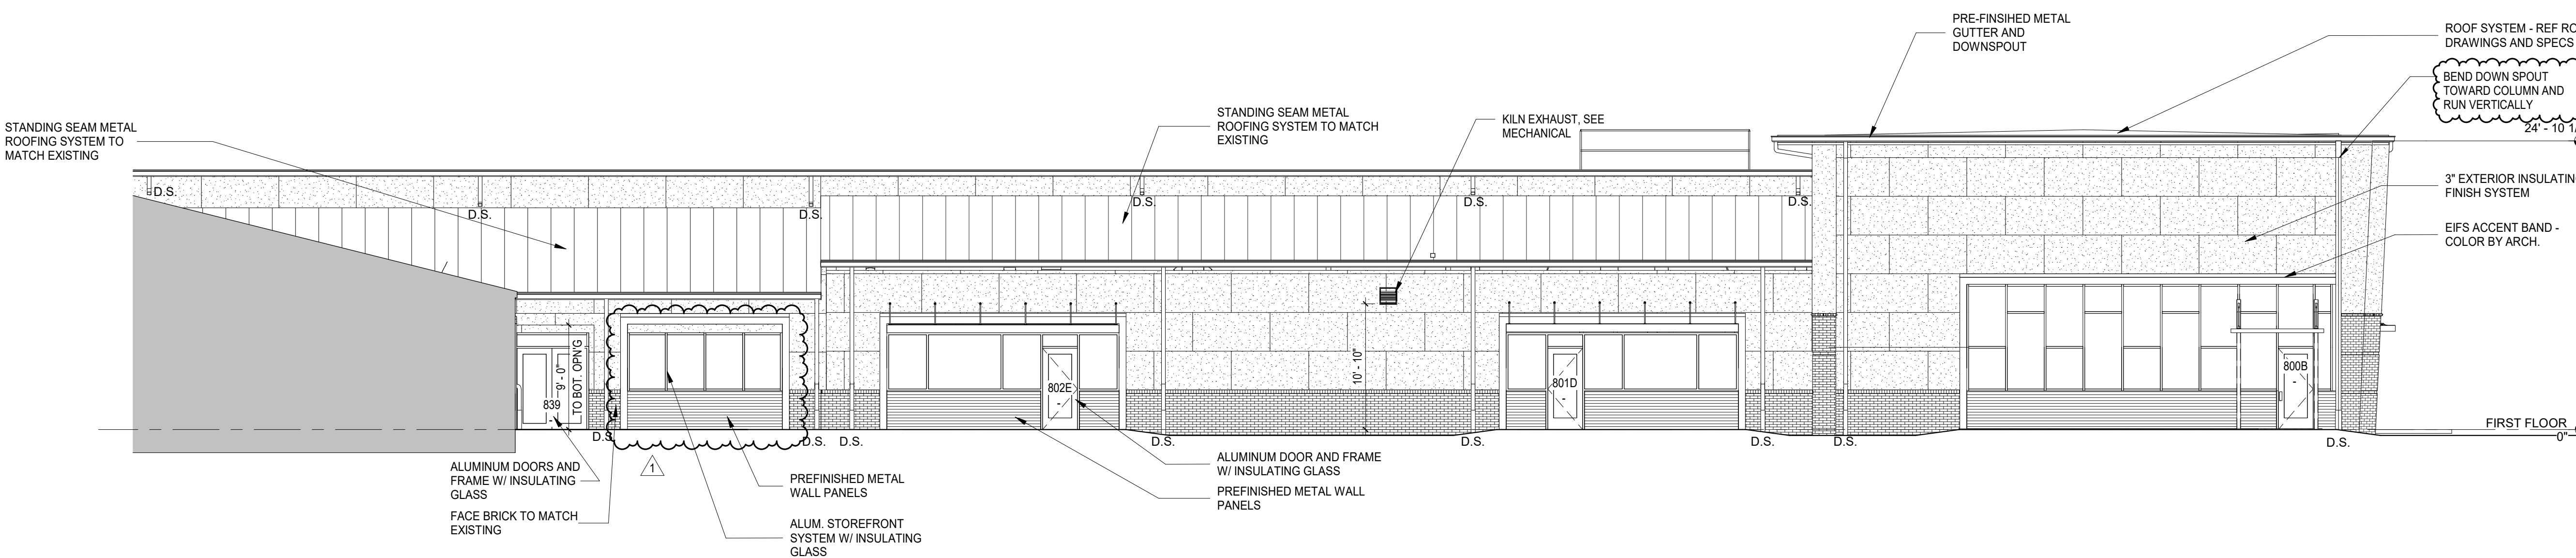 PRE-FINSIHED METAL
GUTTER AND
DOWNSPOUT
ROOF SYSTEM - REF
DRAWINGS AND SPECS
BEND DOWN SPOUT
TOWARD COLUMN AND
RUN VERTICALLY
24' - 10
STANDING SEAM METAL
ROOFING SYSTEM TO
MATCH EXISTING
STANDING SEAM METAL
ROOFING SYSTEM TO MATCH
EXISTING
KILN EXHAUST, SEE
MECHANICAL
3" EXTERIOR INSULATIN
FINISH SYSTEM
EIFS ACCENT BAND -
COLOR BY ARCH.
D.S.
D.S.
D.S.
D.S.
D.S.
D.S.
839
9' - 0"
TO BOT. OPN'G
802E
10' - 10"
801D
800B
FIRST FLOOR
0"
D.S.
D.S.
D.S.
D.S.
D.S.
D.S.
D.S.
D.S.
1
ALUMINUM DOORS AND
FRAME W/ INSULATING
GLASS
FACE BRICK TO MATCH
EXISTING
PREFINISHED METAL
WALL PANELS
ALUM. STOREFRONT
SYSTEM W/ INSULATING
GLASS
ALUMINUM DOOR AND FRAME
W/ INSULATING GLASS
PREFINISHED METAL WALL
PANELS